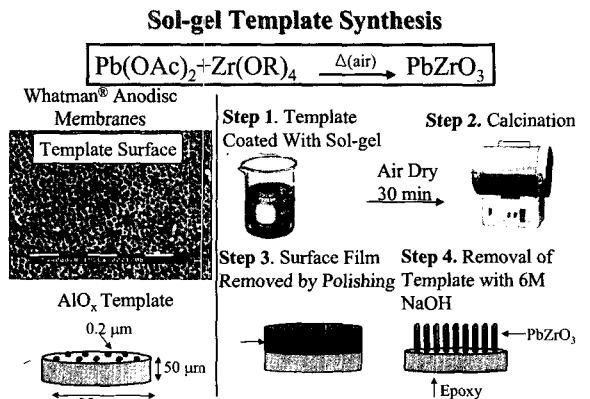 Sol-gel Template Synthesis
Pb(OAc)₂+Zr(OR)₄ Δ(air) PbZrO₃
Whatman® Anodisc
Membranes
Template Surface
AlOₓ Template
0.2 μm
50 μm
Step 1. Template
Coated With Sol-gel
Air Dry
30 min
Step 2. Calcination
Step 3. Surface Film
Removed by Polishing
Step 4. Removal of
Template with 6M
NaOH
PbZrO₃
Epoxy